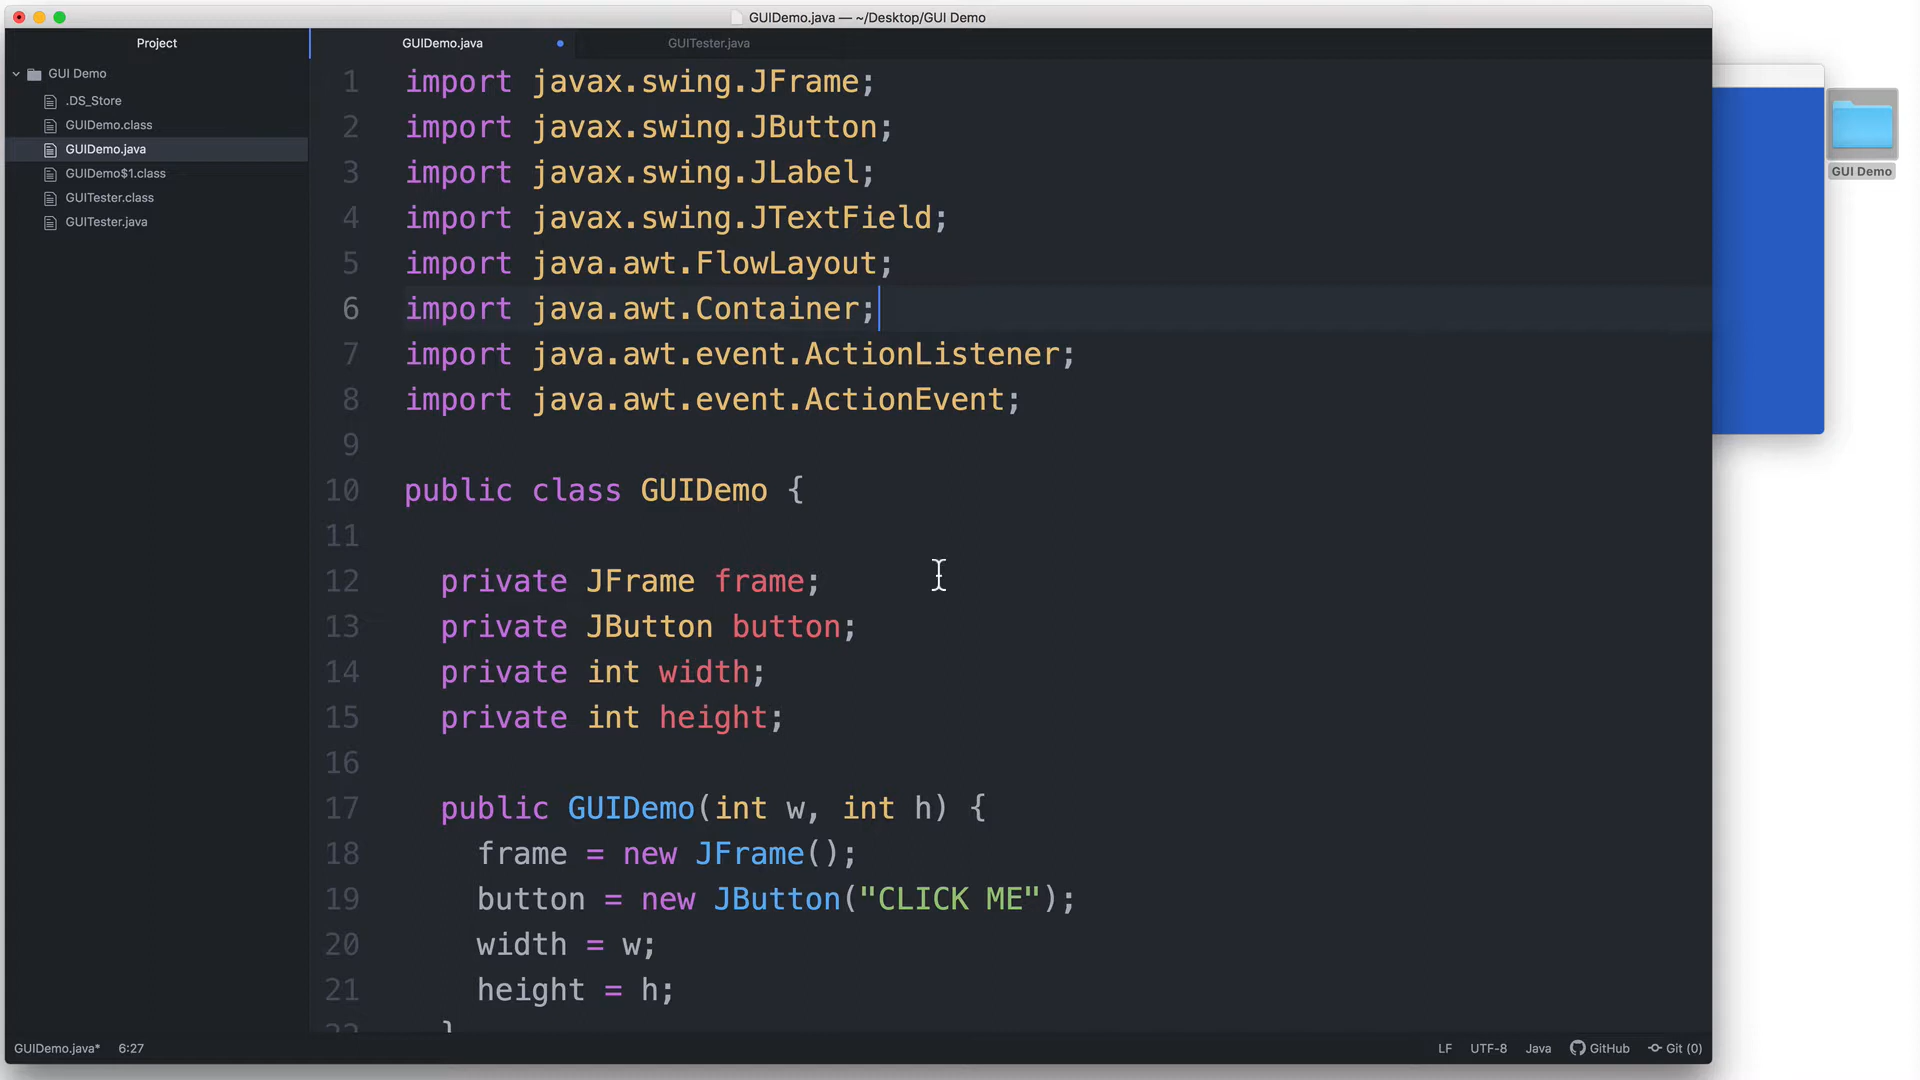 GUIDemo.java — ~/Desktop/GUI Demo
Project
GUI Demo
.DS_Store
GUIDemo.class
GUIDemo.java
GUIDemo$1.class
GUITester.class
GUITester.java
GUIDemo.java
GUITester.java
1 import javax.swing.JFrame;
2 import javax.swing.JButton;
3 import javax.swing.JLabel;
4 import javax.swing.JTextField;
5 import java.awt.FlowLayout;
6 import java.awt.Container;
7 import java.awt.event.ActionListener;
8 import java.awt.event.ActionEvent;
9
10 public class GUIDemo {
11
12 private JFrame frame;
13 private JButton button;
14 private int width;
15 private int height;
16
17 public GUIDemo(int w, int h) {
18 frame = new JFrame();
19 button = new JButton("CLICK ME");
20 width = w;
21 height = h;
22 }
GUIDemo.java* 6:27
LF UTF-8 Java GitHub Git (0)
GUI Demo